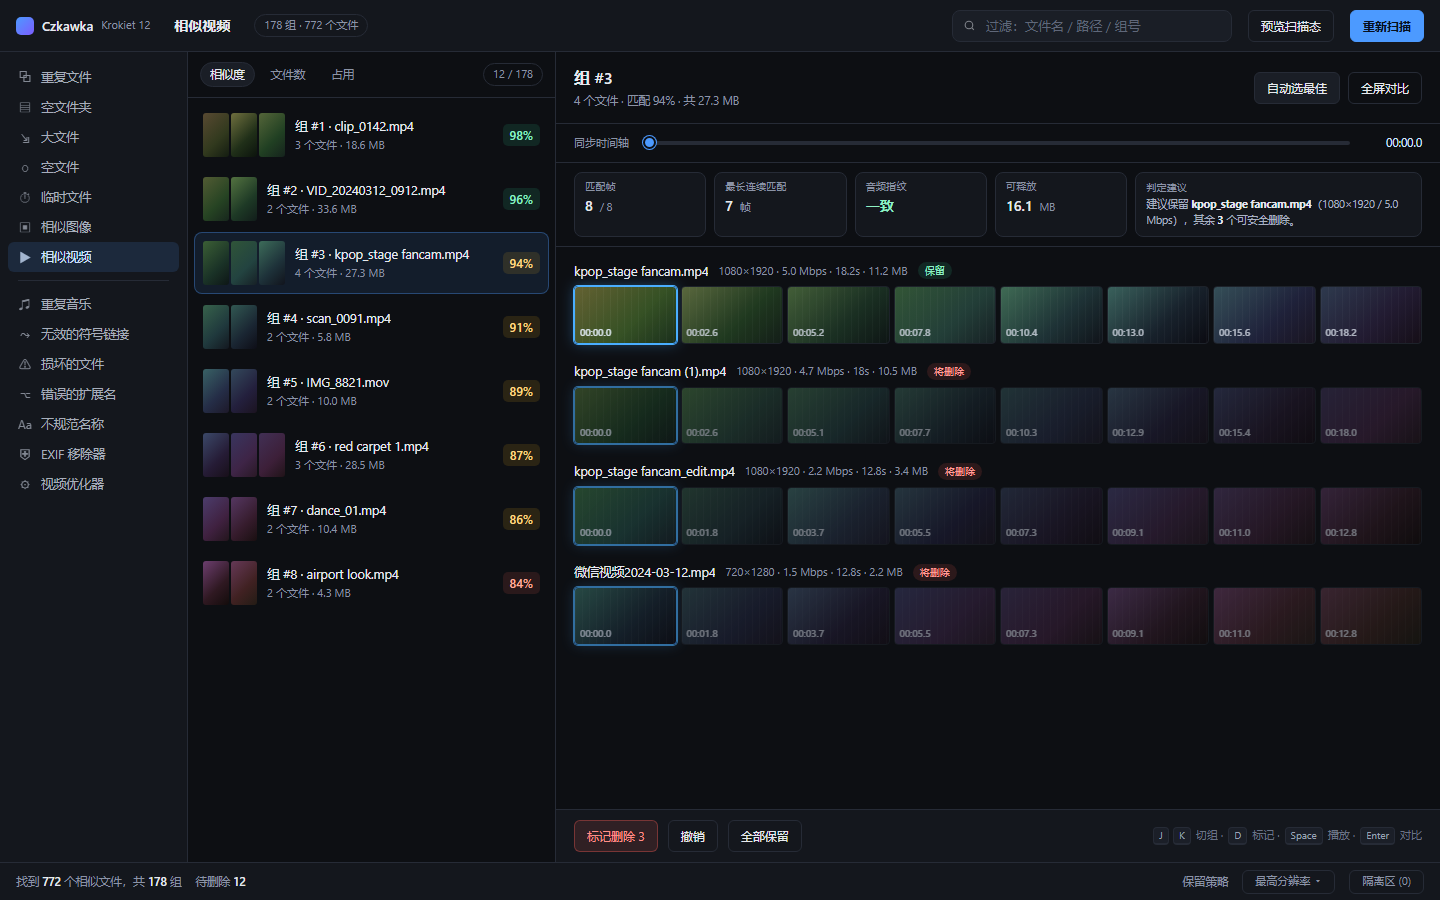 Czkawka Krokiet 12
相似视频
178 组 · 772 个文件
过滤：文件名 / 路径 / 组号
预览扫描态
重新扫描
重复文件
空文件夹
大文件
空文件
临时文件
相似图像
相似视频
重复音乐
无效的符号链接
损坏的文件
错误的扩展名
Aa 不规范名称
EXIF 移除器
视频优化器
相似度 文件数 占用 12 / 178
组 #1 · clip_0142.mp4
3 个文件 · 18.6 MB
98%
组 #2 · VID_20240312_0912.mp4
2 个文件 · 33.6 MB
96%
组 #3 · kpop_stage fancam.mp4
4 个文件 · 27.3 MB
94%
组 #4 · scan_0091.mp4
2 个文件 · 5.8 MB
91%
组 #5 · IMG_8821.mov
2 个文件 · 10.0 MB
89%
组 #6 · red carpet 1.mp4
3 个文件 · 28.5 MB
87%
组 #7 · dance_01.mp4
2 个文件 · 10.4 MB
86%
组 #8 · airport look.mp4
2 个文件 · 4.3 MB
84%
组 #3
4 个文件 · 匹配 94% · 共 27.3 MB
自动选最佳
全屏对比
同步时间轴 00:00.0
匹配帧
8 / 8
最长连续匹配
7 帧
音频指纹
一致
可释放
16.1 MB
判定建议
建议保留 kpop_stage fancam.mp4（1080×1920 / 5.0
Mbps），其余 3 个可安全删除。
kpop_stage fancam.mp4 1080×1920 · 5.0 Mbps · 18.2s · 11.2 MB 保留
00:00.0 00:02.6 00:05.2 00:07.8 00:10.4 00:13.0 00:15.6 00:18.2
kpop_stage fancam (1).mp4 1080×1920 · 4.7 Mbps · 18s · 10.5 MB 将删除
00:00.0 00:02.6 00:05.1 00:07.7 00:10.3 00:12.9 00:15.4 00:18.0
kpop_stage fancam_edit.mp4 1080×1920 · 2.2 Mbps · 12.8s · 3.4 MB 将删除
00:00.0 00:01.8 00:03.7 00:05.5 00:07.3 00:09.1 00:11.0 00:12.8
微信视频2024-03-12.mp4 720×1280 · 1.5 Mbps · 12.8s · 2.2 MB 将删除
00:00.0 00:01.8 00:03.7 00:05.5 00:07.3 00:09.1 00:11.0 00:12.8
标记删除 3
撤销
全部保留
J K 切组 · D 标记 · Space 播放 · Enter 对比
找到 772 个相似文件，共 178 组 待删除 12
保留策略 最高分辨率 隔离区 (0)